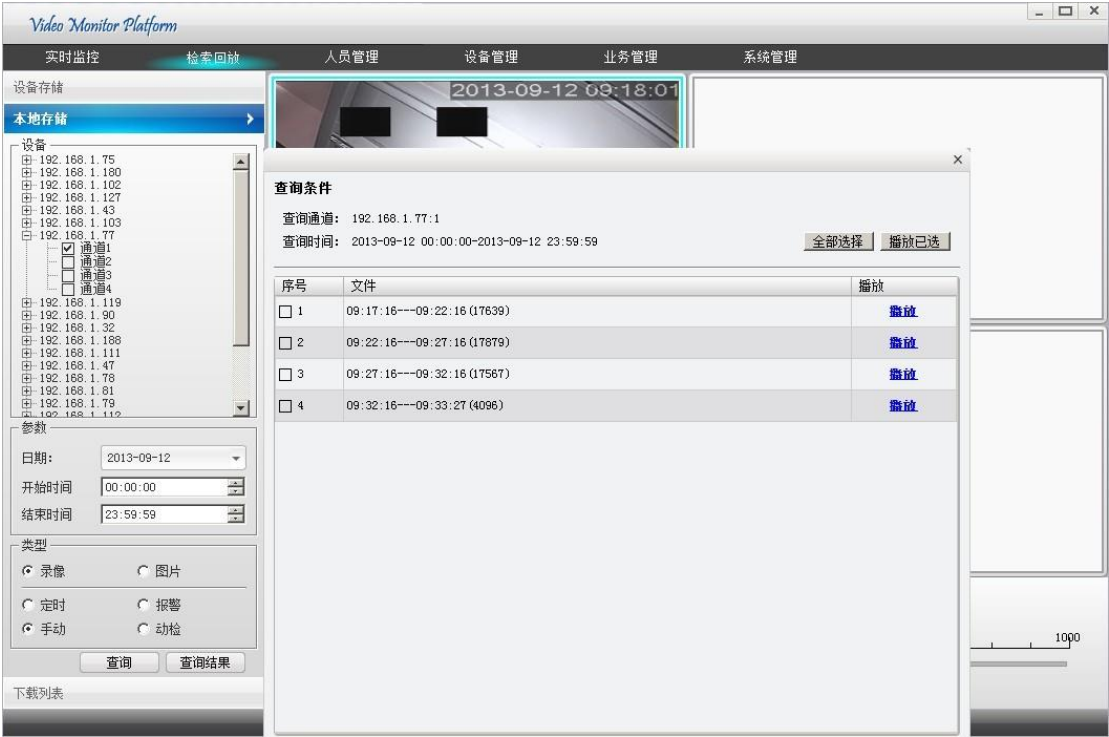 Video Monitor Platform
实时监控 检索回放 人员管理 设备管理 业务管理 系统管理
设备存储
本地存储
设备
192.168.1.75
192.168.1.180
192.168.1.102
192.168.1.127
192.168.1.43
192.168.1.103
192.168.1.77
通道1
通道2
通道3
通道4
192.168.1.119
192.168.1.90
192.168.1.32
192.168.1.188
192.168.1.111
192.168.1.47
192.168.1.78
192.168.1.81
192.168.1.79
192.168.1.112
参数
日期: 2013-09-12
开始时间 00:00:00
结束时间 23:59:59
类型
录像 图片
定时 报警
手动 动检
查询 查询结果
下载列表
2013-09-12 09:18:01
查询条件
查询通道: 192.168.1.77:1
查询时间: 2013-09-12 00:00:00-2013-09-12 23:59:59
全部选择 播放已选
序号 文件 播放
1 09:17:16---09:22:16(17639) 播放
2 09:22:16---09:27:16(17879) 播放
3 09:27:16---09:32:16(17567) 播放
4 09:32:16---09:33:27(4096) 播放
1000